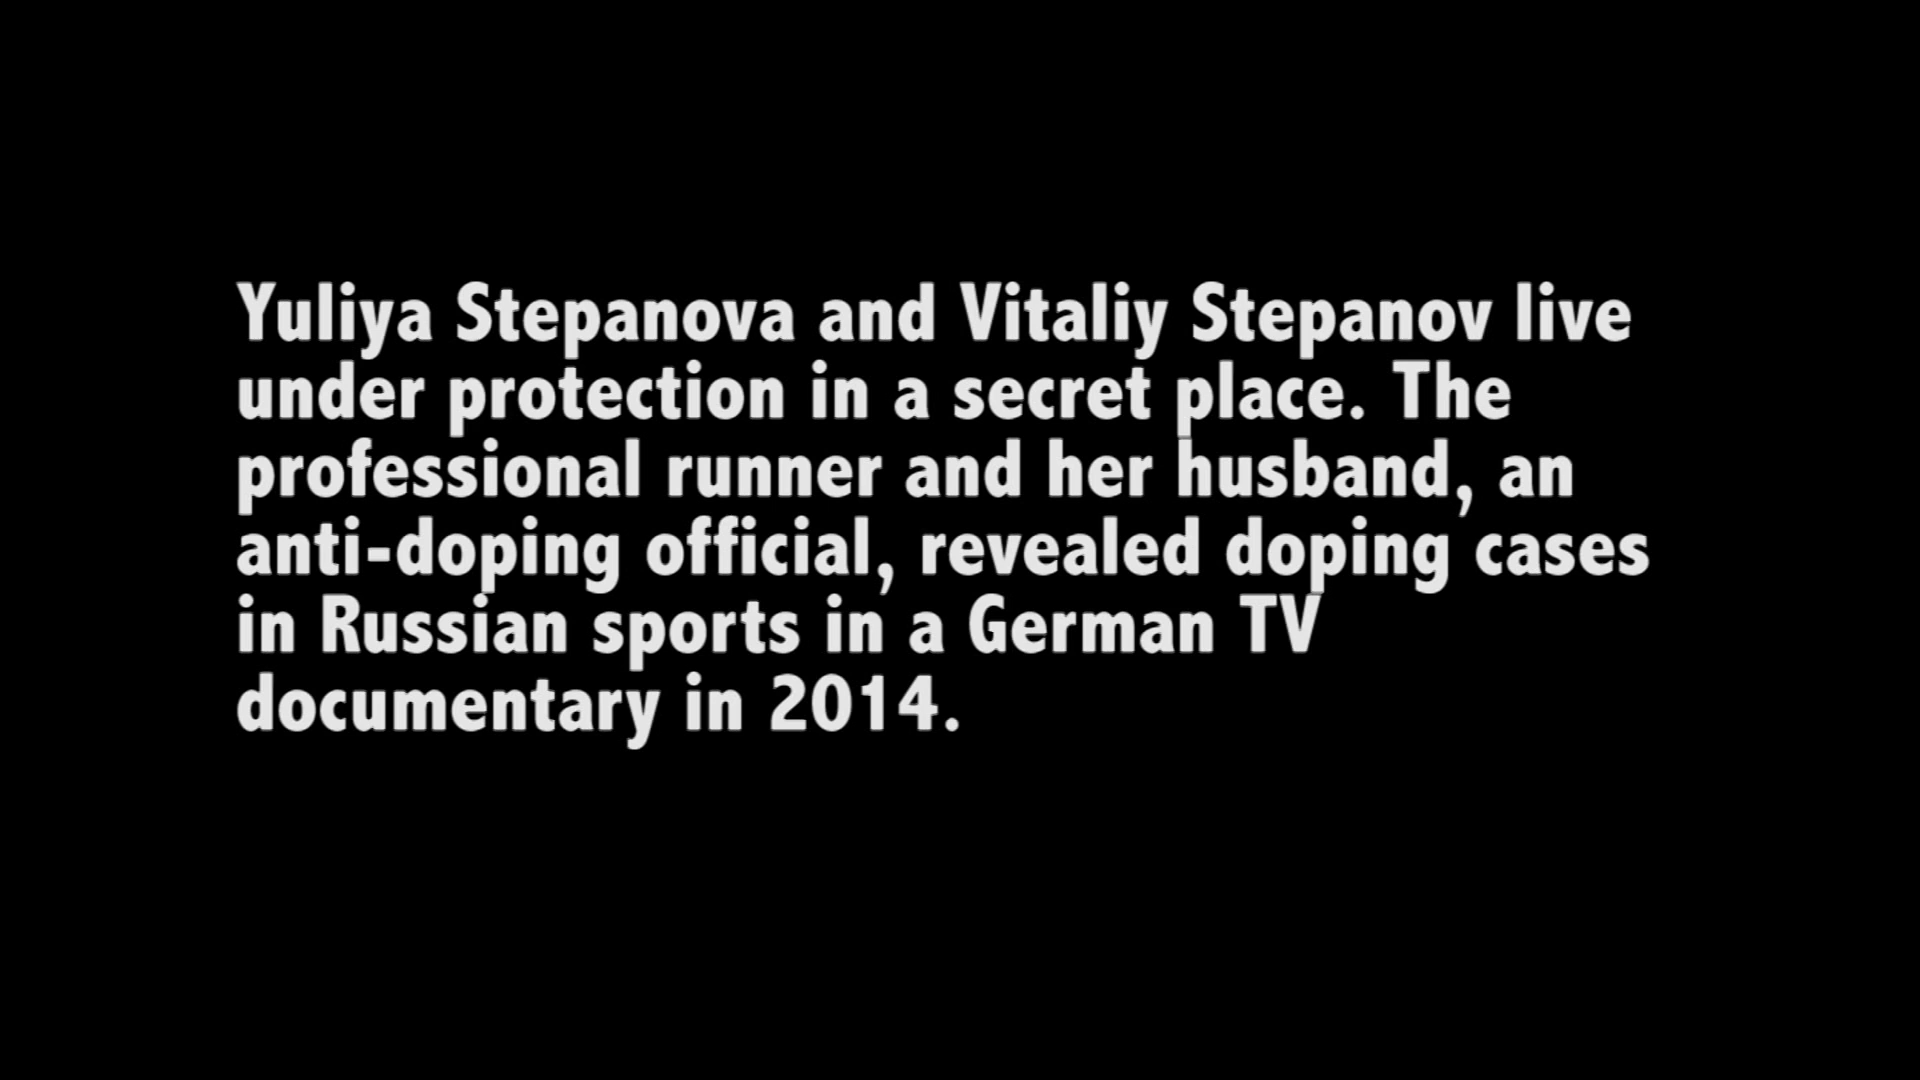 Yuliya Stepanova and Vitaliy Stepanov live
under protection in a secret place. The
professional runner and her husband, an
anti-doping official, revealed doping cases
in Russian sports in a German TV
documentary in 2014.